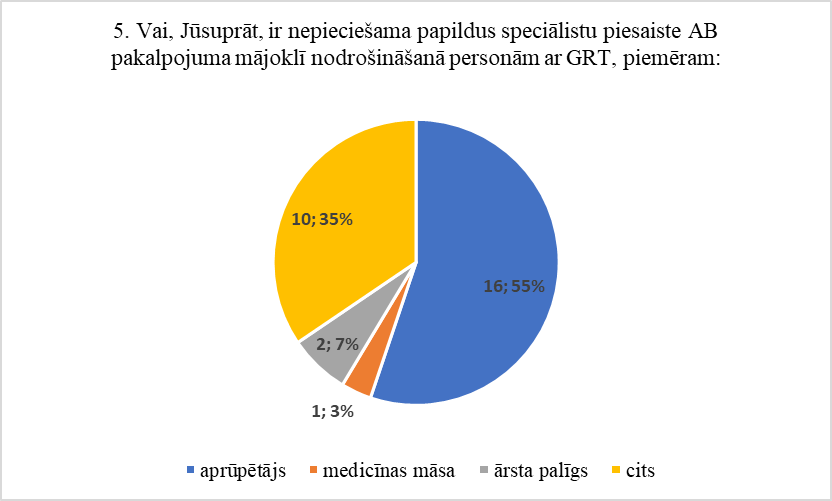 5. Vai, Jūsuprāt, ir nepieciešama papildus speciālistu piesaiste AB
pakalpojuma mājoklī nodrošināšanā personām ar GRT, piemēram:
10; 35%
16; 55%
2; 7%
1; 3%
aprūpētājs medicīnas māsa ārsta palīgs cits